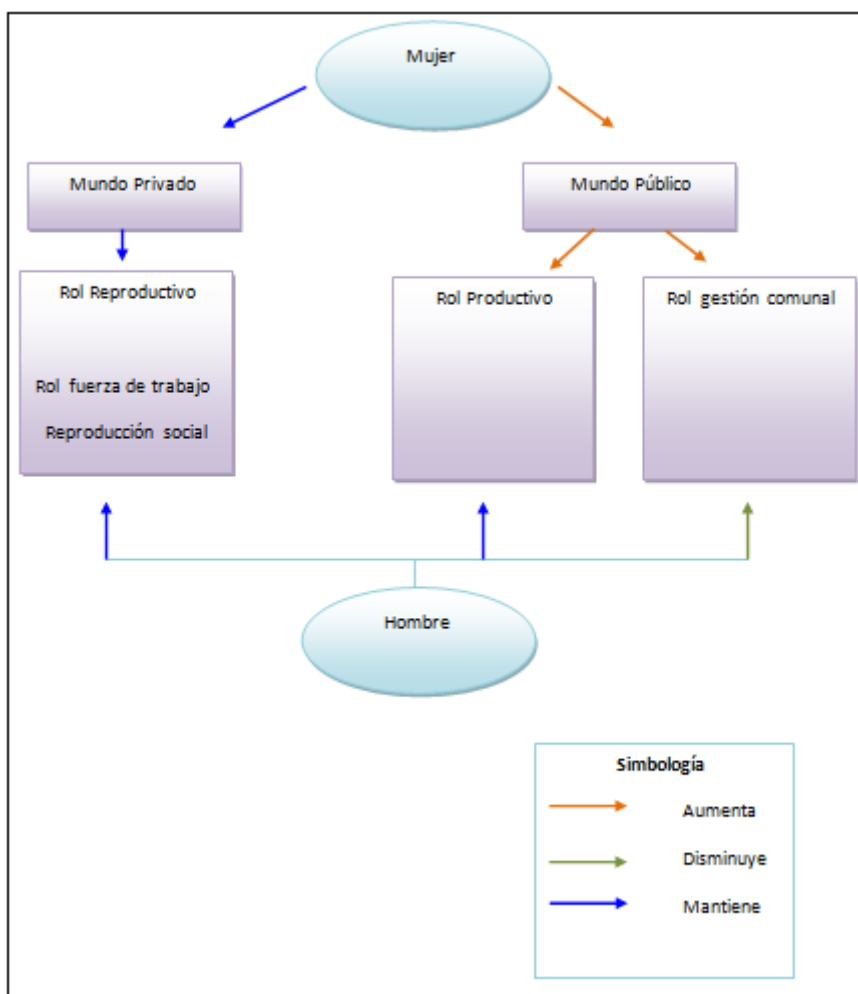 Mujer
Mundo Privado
Mundo Público
Rol Reproductivo
Rol fuerza de trabajo
Reproducción social
Rol Productivo
Rol gestión comunal
Hombre
Simbología
Aumenta
Disminuye
Mantiene